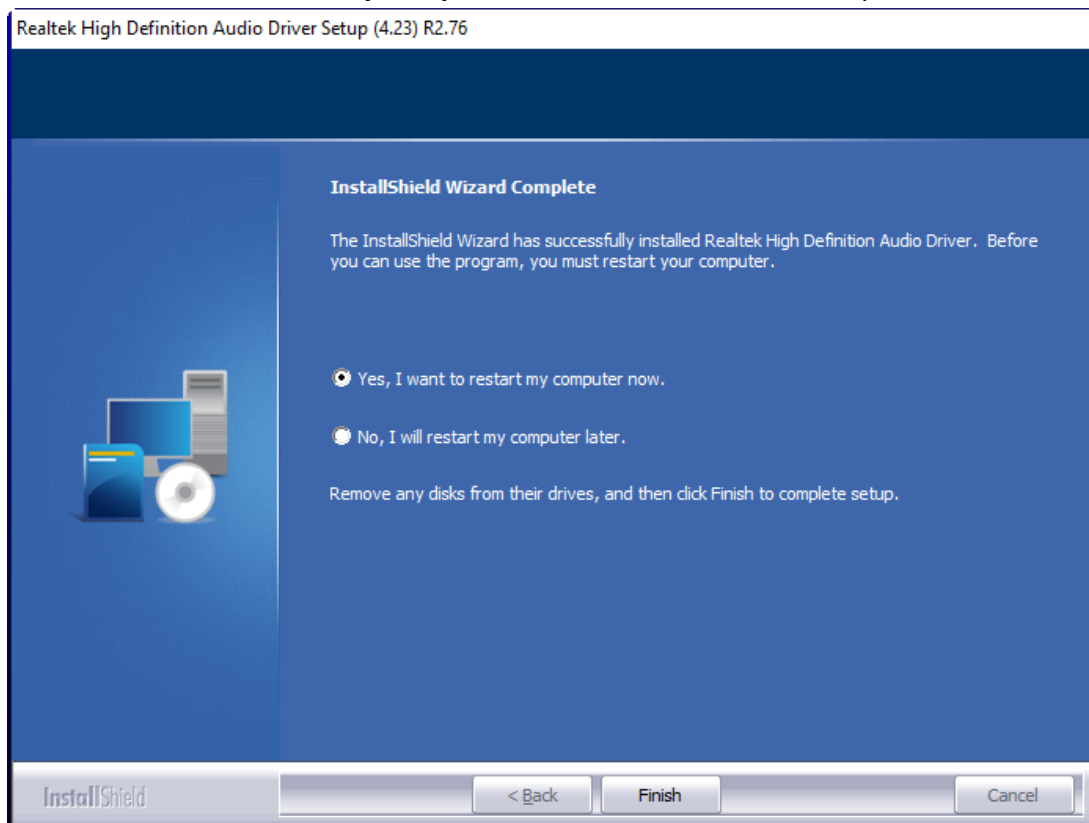 Realtek High Definition Audio Driver Setup (4.23) R2.76
InstallShield Wizard Complete
The InstallShield Wizard has successfully installed Realtek High Definition Audio Driver.  Before
you can use the program, you must restart your computer.
Yes, I want to restart my computer now.
No, I will restart my computer later.
Remove any disks from their drives, and then click Finish to complete setup.
InstallShield
< Back
Finish
Cancel